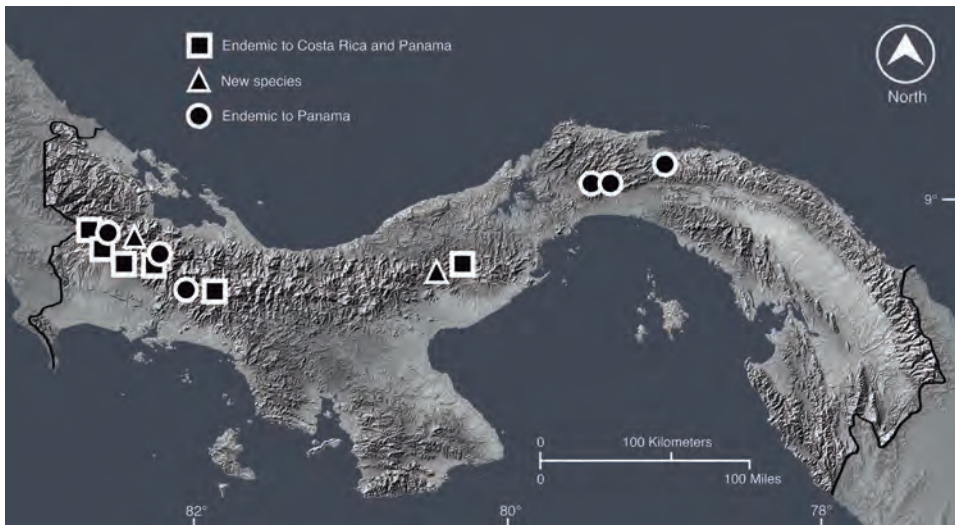 Endemic to Costa Rica and Panama
New species
Endemic to Panama
North
9°
0 100 Kilometers
0 100 Miles
82° 80° 78°